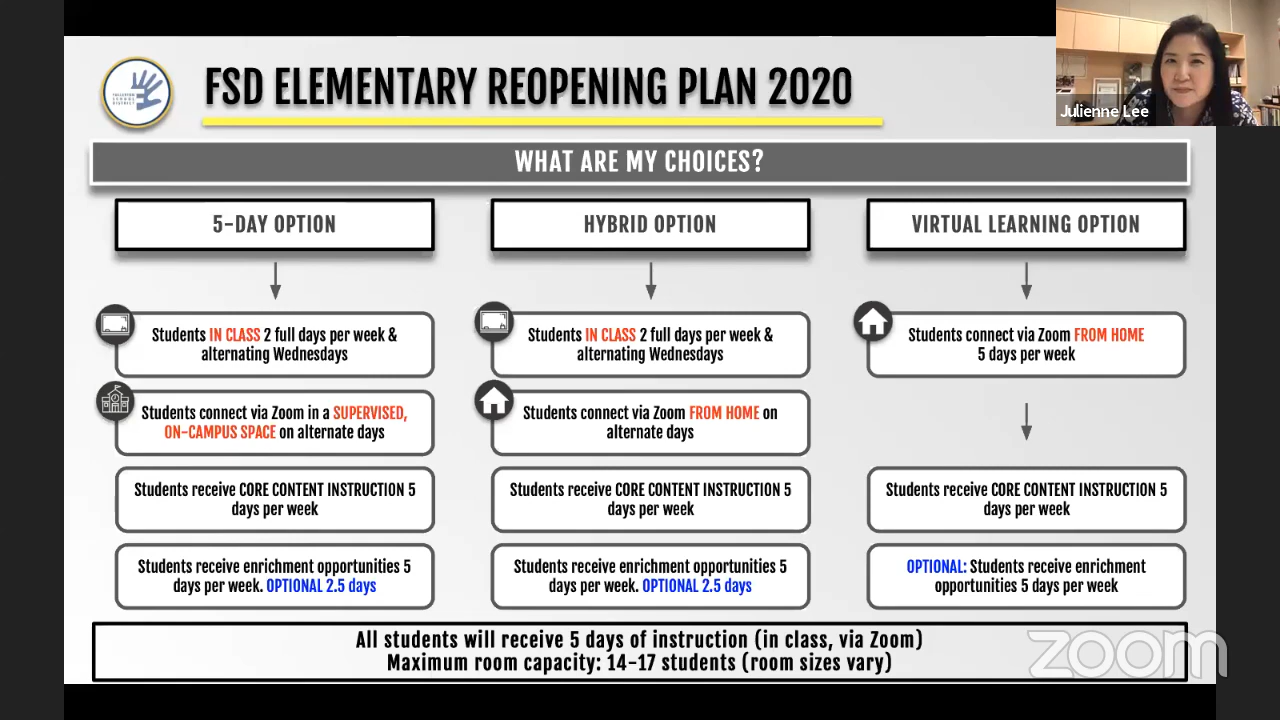 FULLERTON
SCHOOL
DISTRICT
FSD ELEMENTARY REOPENING PLAN 2020
Julienne Lee
WHAT ARE MY CHOICES?
5-DAY OPTION
Students IN CLASS 2 full days per week &
alternating Wednesdays
Students connect via Zoom in a SUPERVISED,
ON-CAMPUS SPACE on alternate days
Students receive CORE CONTENT INSTRUCTION 5
days per week
Students receive enrichment opportunities 5
days per week. OPTIONAL 2.5 days
HYBRID OPTION
Students IN CLASS 2 full days per week &
alternating Wednesdays
Students connect via Zoom FROM HOME on
alternate days
Students receive CORE CONTENT INSTRUCTION 5
days per week
Students receive enrichment opportunities 5
days per week. OPTIONAL 2.5 days
VIRTUAL LEARNING OPTION
Students connect via Zoom FROM HOME
5 days per week
Students receive CORE CONTENT INSTRUCTION 5
days per week
OPTIONAL: Students receive enrichment
opportunities 5 days per week
All students will receive 5 days of instruction (in class, via Zoom)
Maximum room capacity: 14-17 students (room sizes vary)
zoom